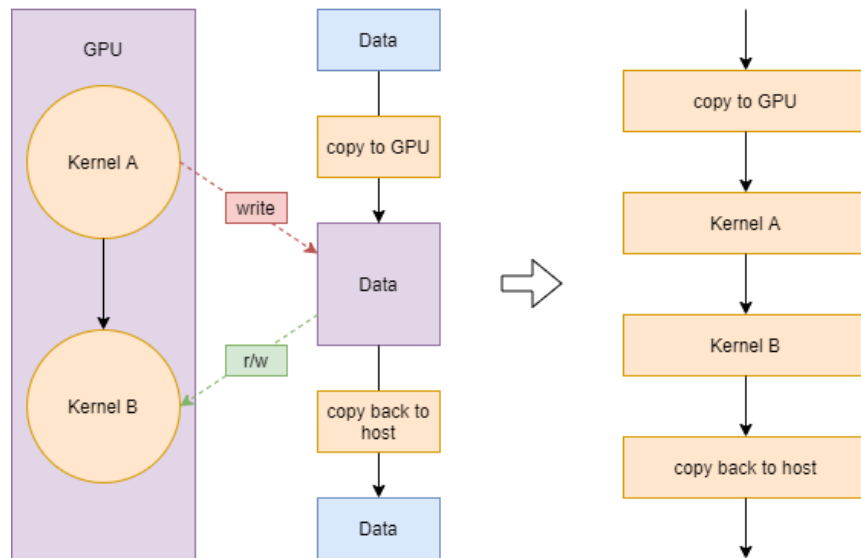 GPU
Kernel A
Kernel B
Data
copy to GPU
write
Data
r/w
copy back to
host
Data
copy to GPU
Kernel A
Kernel B
copy back to host